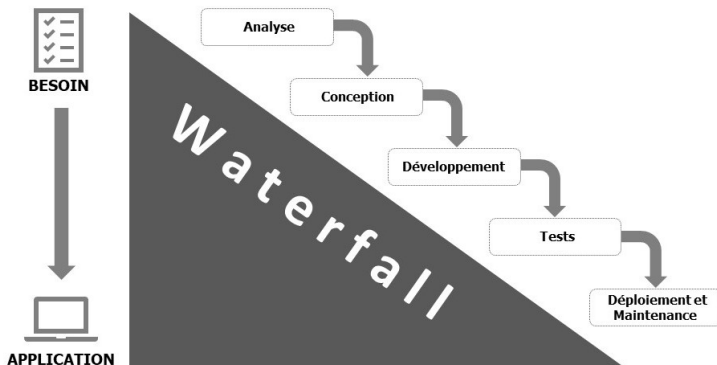 BESOIN
APPLICATION
Waterfall
Analyse
Conception
Développement
Tests
Déploiement et
Maintenance